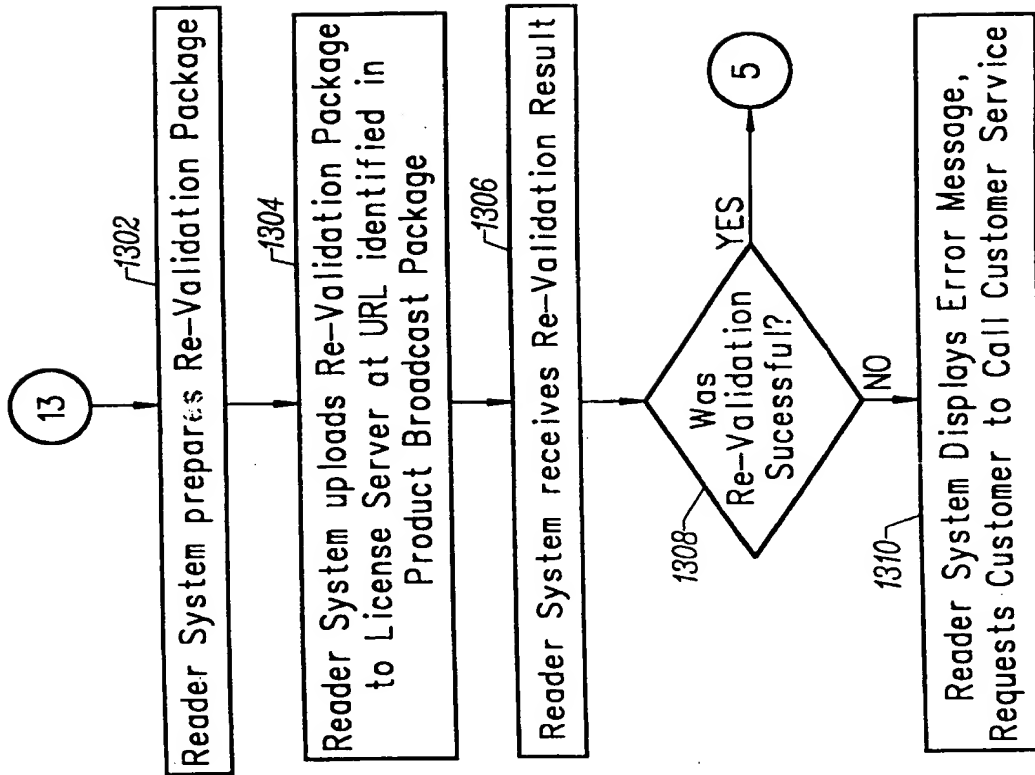 13
1302
Reader System prepares Re-Validation Package
1304
Reader System uploads Re-Validation Package
to License Server at URL identified in
Product Broadcast Package
1306
Reader System receives Re-Validation Result
1308
Was
Re-Validation
Sucessful?
YES
5
NO
1310
Reader System Displays Error Message,
Requests Customer to Call Customer Service